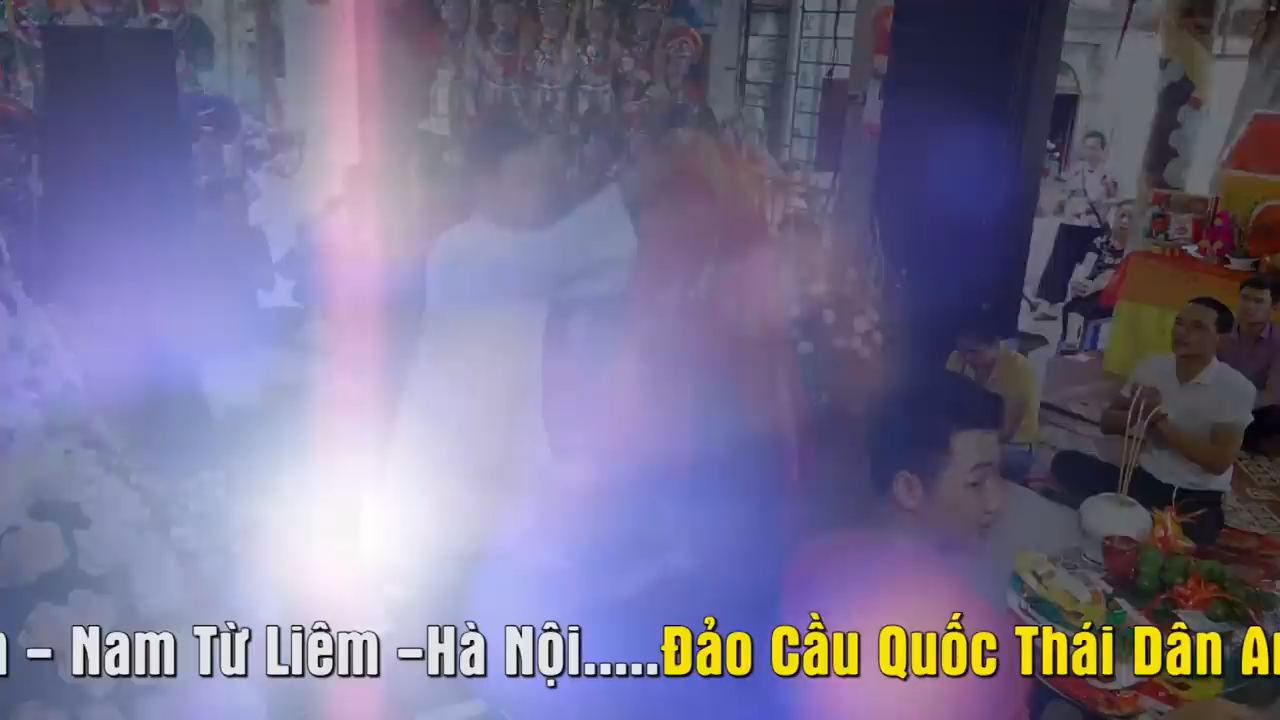 – Nam Từ Liêm –Hà Nội.....Đảo Cầu Quốc Thái Dân